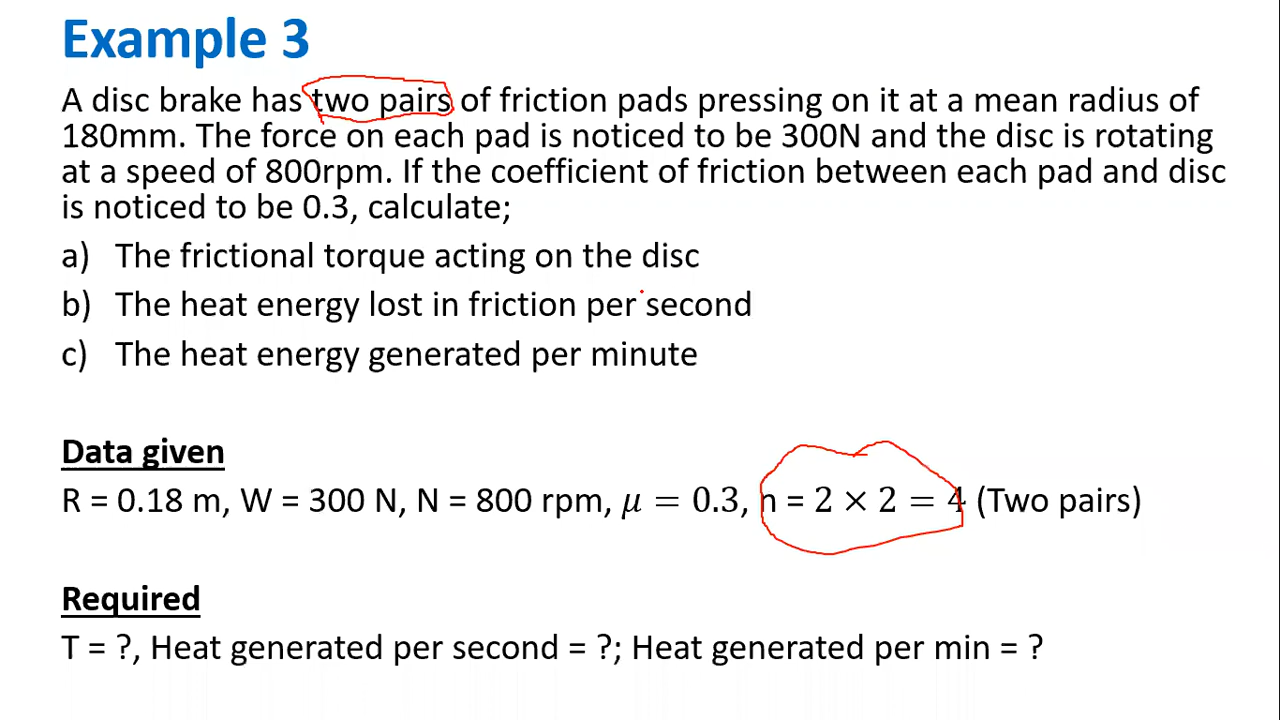 Example 3
A disc brake has two pairs of friction pads pressing on it at a mean radius of
180mm. The force on each pad is noticed to be 300N and the disc is rotating
at a speed of 800rpm. If the coefficient of friction between each pad and disc
is noticed to be 0.3, calculate;
a) The frictional torque acting on the disc
b) The heat energy lost in friction per second
c) The heat energy generated per minute
Data given
R = 0.18 m, W = 300 N, N = 800 rpm, 𝜇 = 0.3, n = 2 × 2 = 4 (Two pairs)
Required
T = ?, Heat generated per second = ?; Heat generated per min = ?